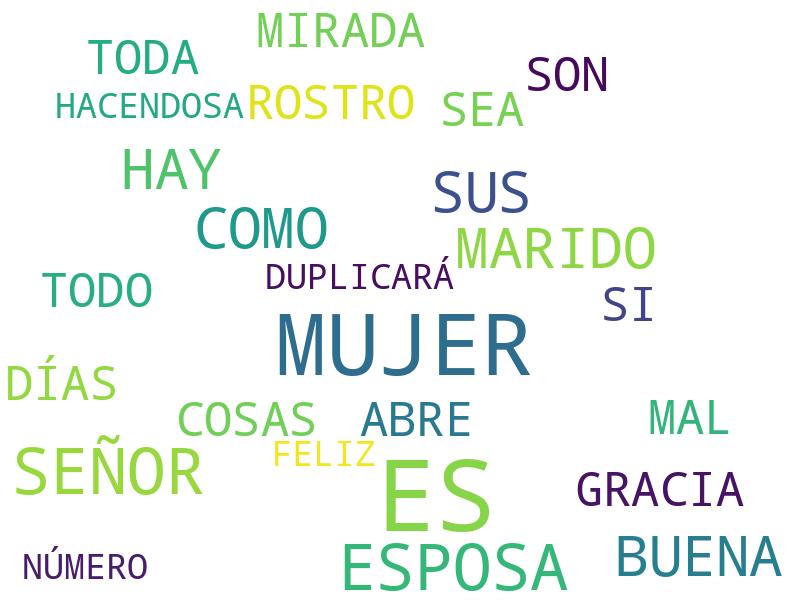 MIRADA
TODA
SON
HACENDOSA
ROSTRO
SEA
HAY
SUS
COMO
MARIDO
DUPLICARÁ
TODO
SI
MUJER
DÍAS
COSAS
ABRE
MAL
FELIZ
SEÑOR
ES
GRACIA
BUENA
NÚMERO
ESPOSA